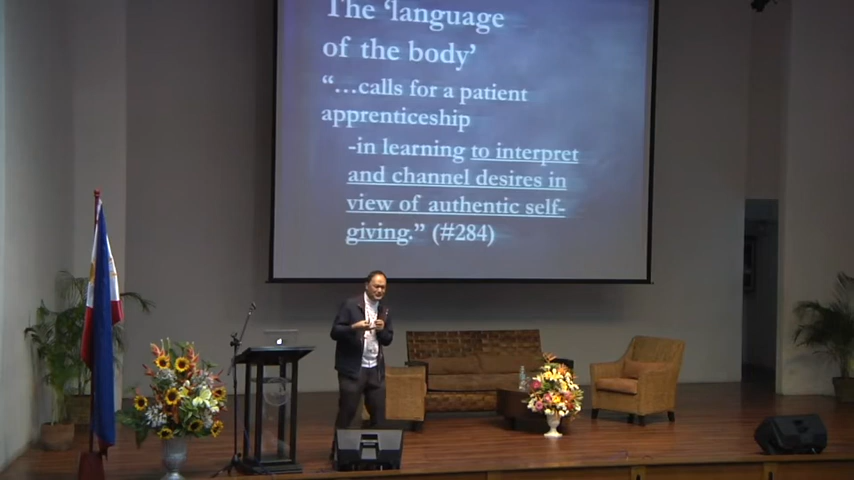 The 'language
of the body'
“…calls for a patient
apprenticeship
-in learning to interpret
and channel desires in
view of authentic self-
giving.” (#284)